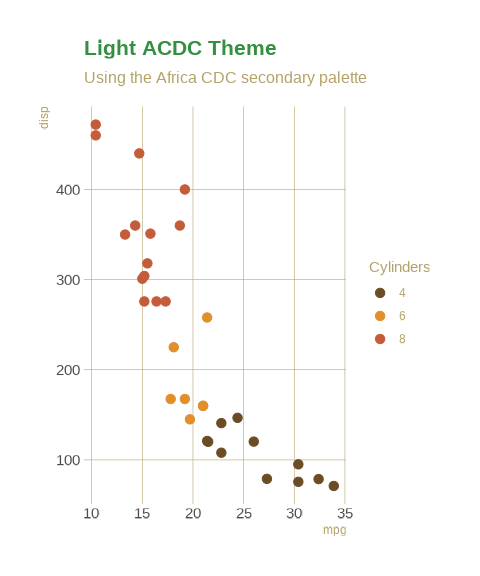 Light ACDC Theme
Using the Africa CDC secondary palette
disp
400
300
200
100
10 15 20 25 30 35
mpg
Cylinders
4
6
8